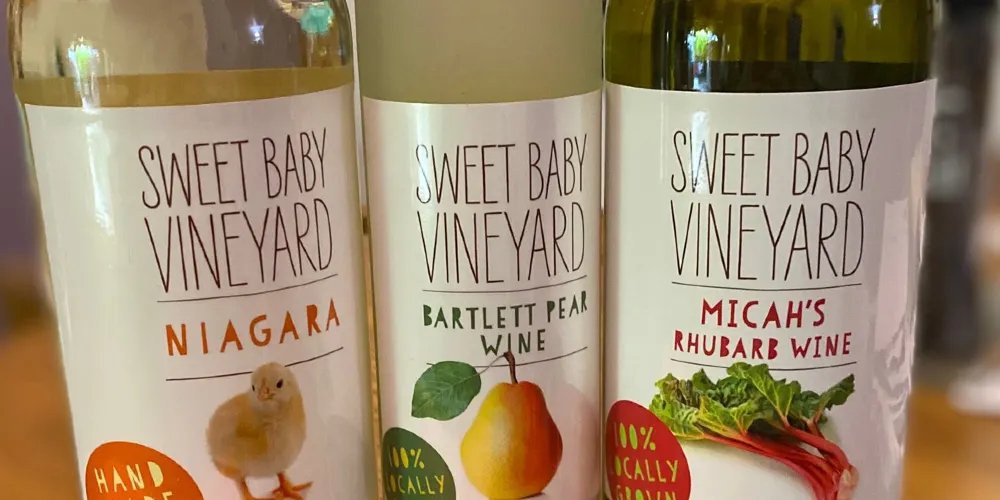 SWEET BABY
VINEYARD
NIAGARA
HAND
SWEET BABY
VINEYARD
BARTLETT PEAR
WINE
100%
LOCALLY
SWEET BABY
VINEYARD
MICAH'S
RHUBARB WINE
100%
LOCALLY
GROWN